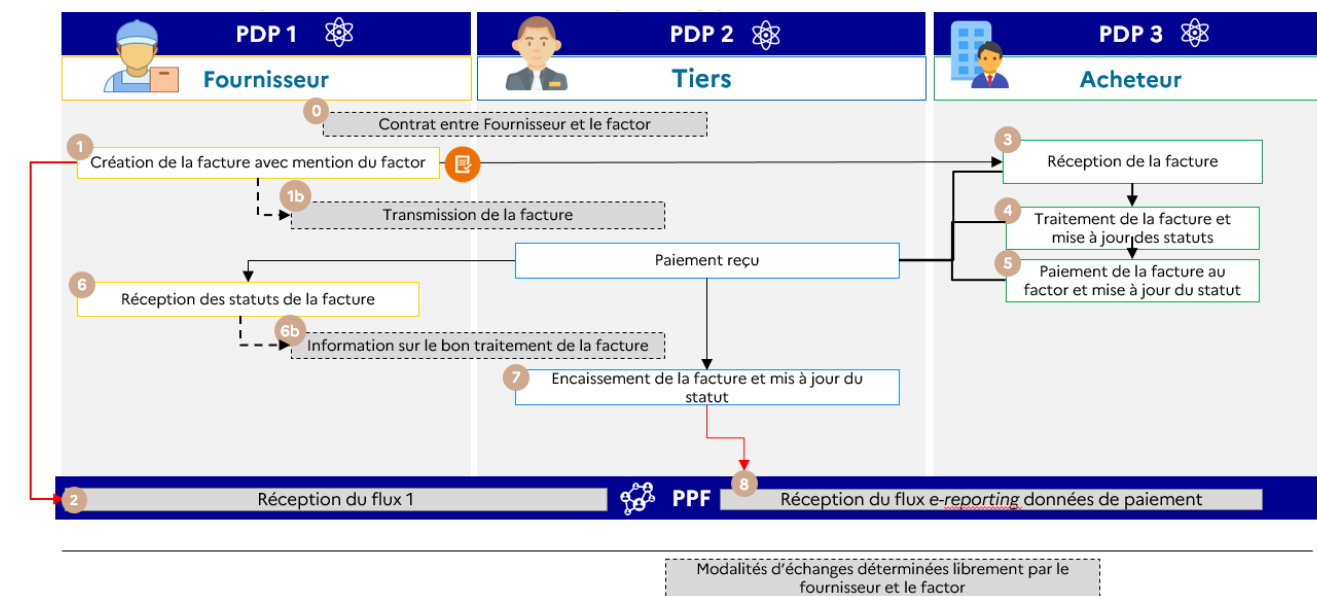 PDP 1
PDP 2
PDP 3
Fournisseur
Tiers
Acheteur
0
Contrat entre Fournisseur et le factor
1
Création de la facture avec mention du factor
3
Réception de la facture
1b
Transmission de la facture
4
Traitement de la facture et
mise à jour des statuts
Paiement reçu
5
Paiement de la facture au
factor et mise à jour du statut
6
Réception des statuts de la facture
6b
Information sur le bon traitement de la facture
7
Encaissement de la facture et mis à jour du
statut
2
Réception du flux 1
PPF
8
Réception du flux e-reporting données de paiement
Modalités d'échanges déterminées librement par le
fournisseur et le factor